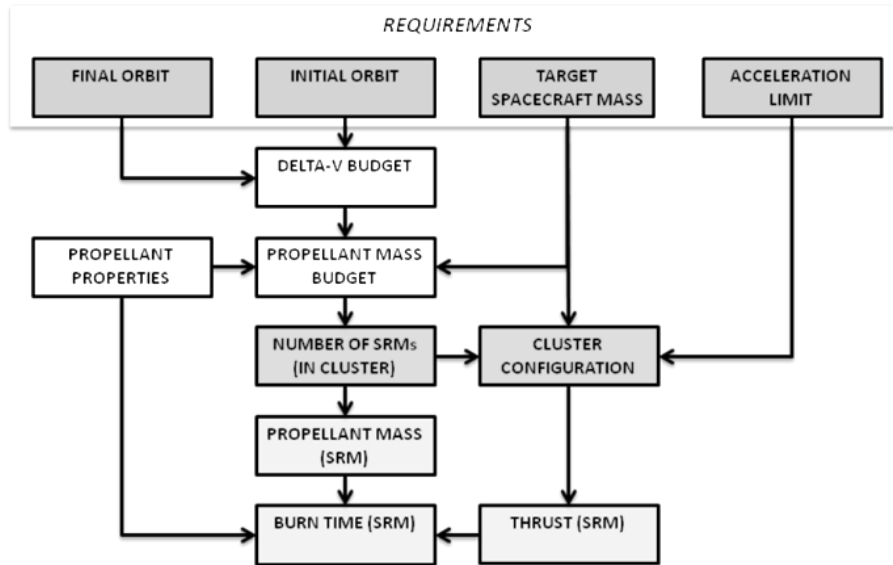 REQUIREMENTS
FINAL ORBIT
INITIAL ORBIT
TARGET
SPACECRAFT MASS
ACCELERATION
LIMIT
DELTA-V BUDGET
PROPELLANT
PROPERTIES
PROPELLANT MASS
BUDGET
NUMBER OF SRMs
(IN CLUSTER)
CLUSTER
CONFIGURATION
PROPELLANT MASS
(SRM)
BURN TIME (SRM)
THRUST (SRM)